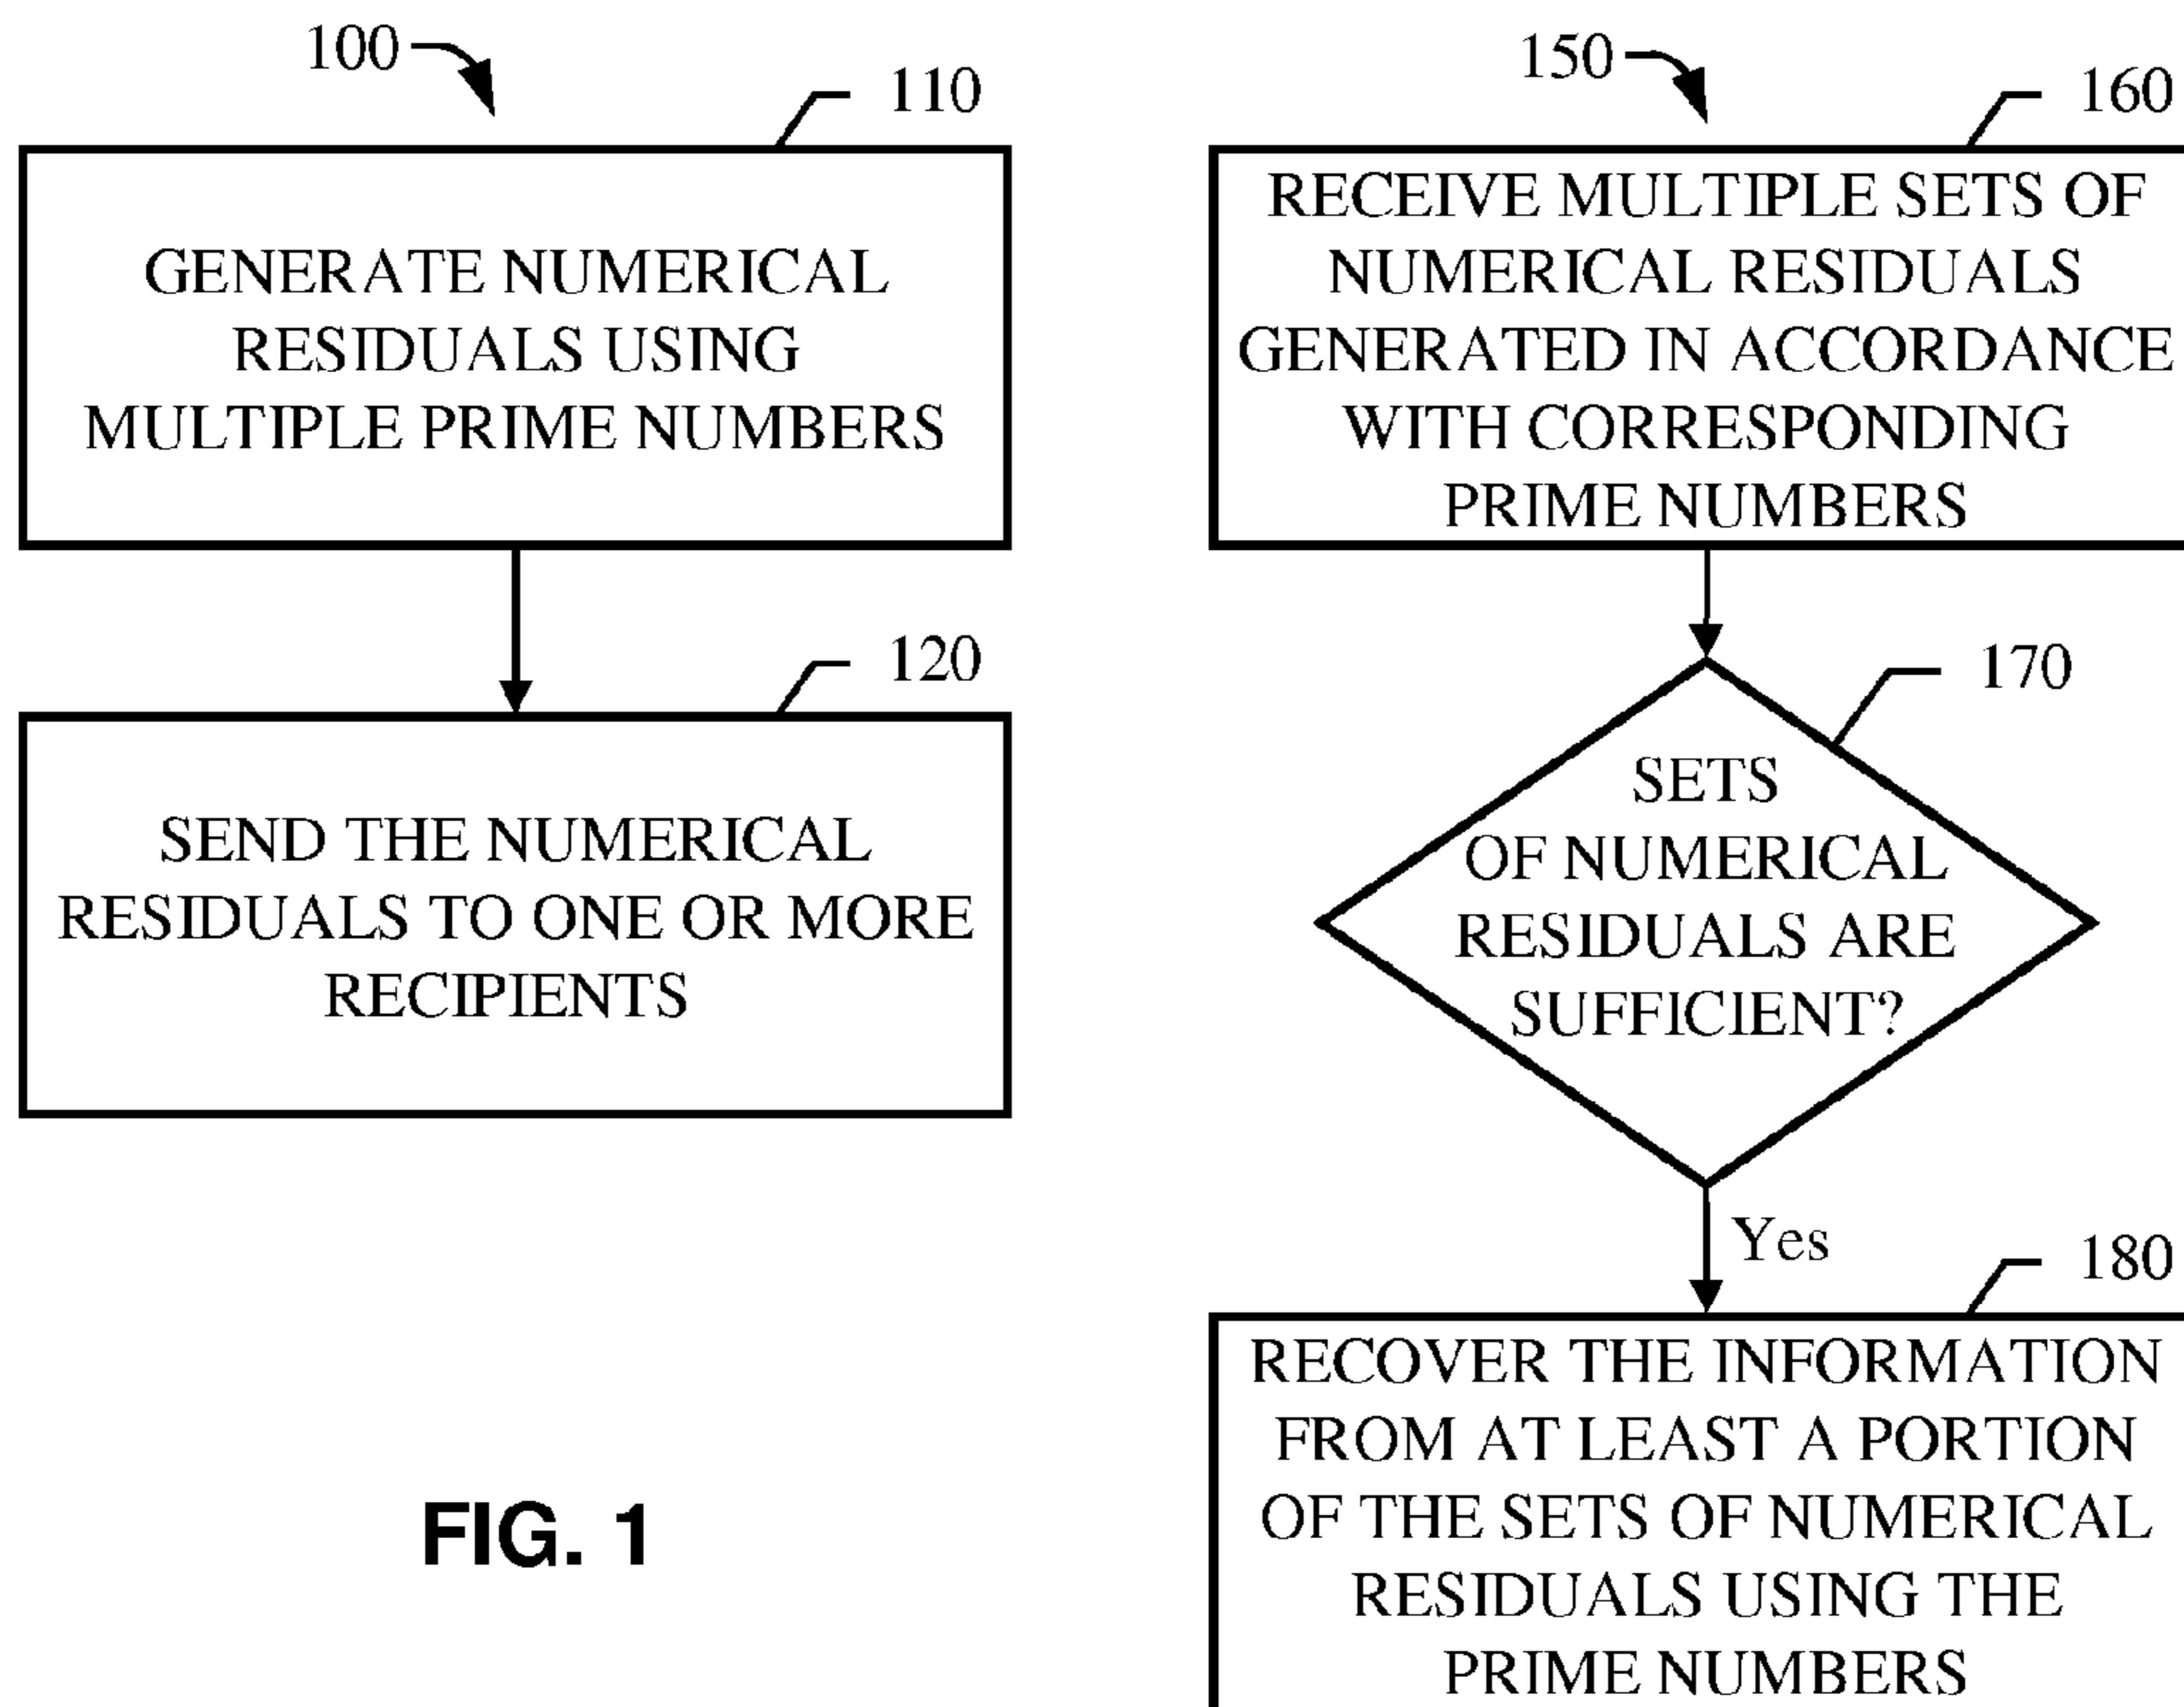 100
110
GENERATE NUMERICAL
RESIDUALS USING
MULTIPLE PRIME NUMBERS
120
SEND THE NUMERICAL
RESIDUALS TO ONE OR MORE
RECIPIENTS
FIG. 1
150
160
RECEIVE MULTIPLE SETS OF
NUMERICAL RESIDUALS
GENERATED IN ACCORDANCE
WITH CORRESPONDING
PRIME NUMBERS
170
SETS
OF NUMERICAL
RESIDUALS ARE
SUFFICIENT?
Yes
180
RECOVER THE INFORMATION
FROM AT LEAST A PORTION
OF THE SETS OF NUMERICAL
RESIDUALS USING THE
PRIME NUMBERS